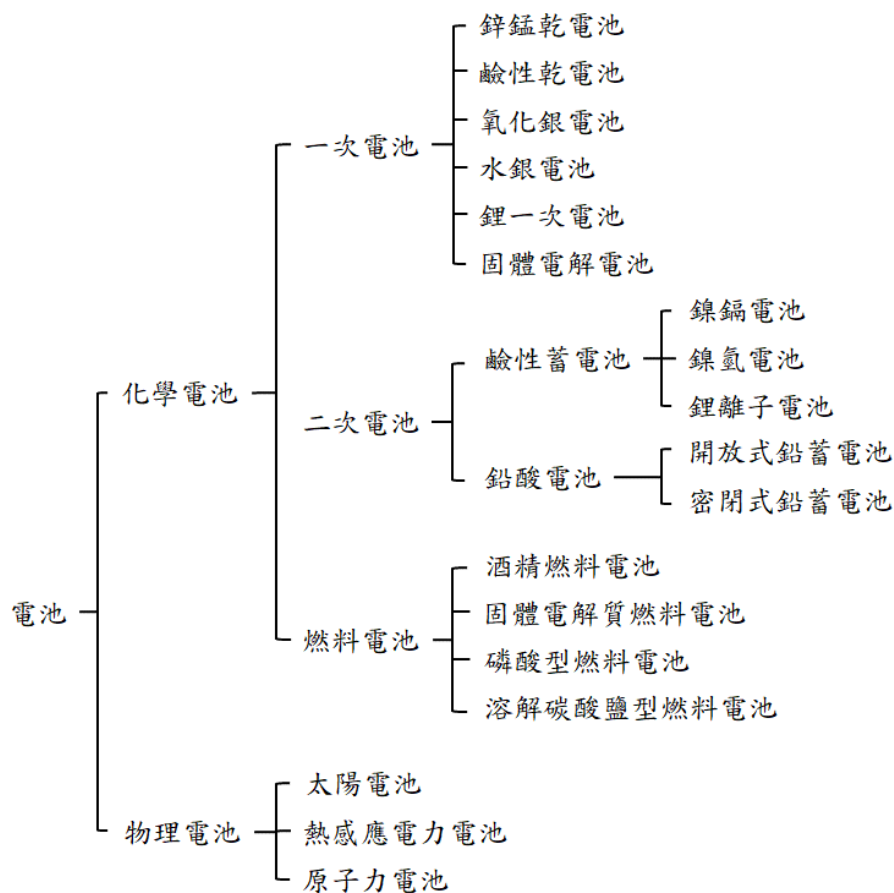 電池
化學電池
一次電池
鋅錳乾電池
鹼性乾電池
氧化銀電池
水銀電池
鋰一次電池
固體電解電池
二次電池
鹼性蓄電池
鎳鎘電池
鎳氫電池
鋰離子電池
鉛酸電池
開放式鉛蓄電池
密閉式鉛蓄電池
燃料電池
酒精燃料電池
固體電解質燃料電池
磷酸型燃料電池
溶解碳酸鹽型燃料電池
物理電池
太陽電池
熱感應電力電池
原子力電池